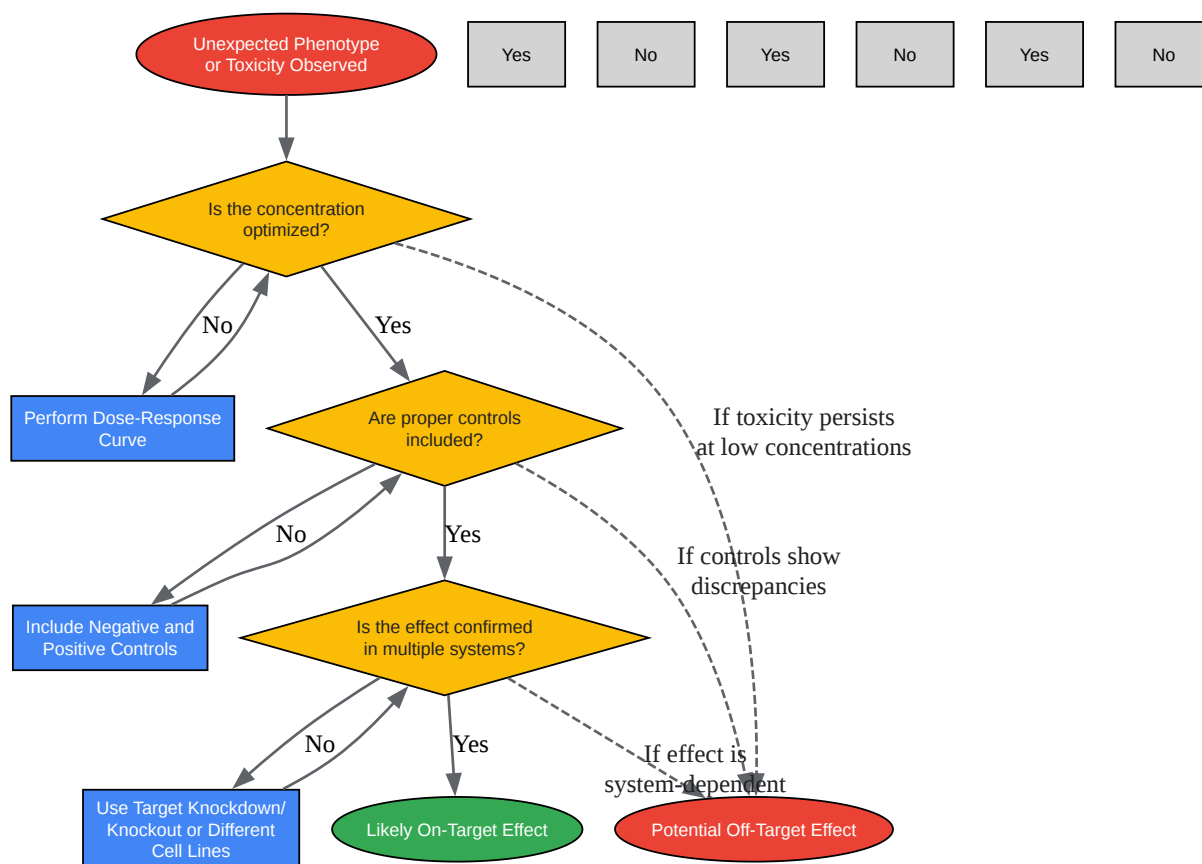 Unexpected Phenotype
or Toxicity Observed
Yes
No
Yes
No
Yes
No
Is the concentration
optimized?
No
Yes
Perform Dose-Response
Curve
Are proper controls
included?
If toxicity persists
at low concentrations
No
Yes
If controls show
discrepancies
Include Negative and
Positive Controls
Is the effect confirmed
in multiple systems?
No
Yes
If effect is
system-dependent
Use Target Knockdown/
Knockout or Different
Cell Lines
Likely On-Target Effect
Potential Off-Target Effect